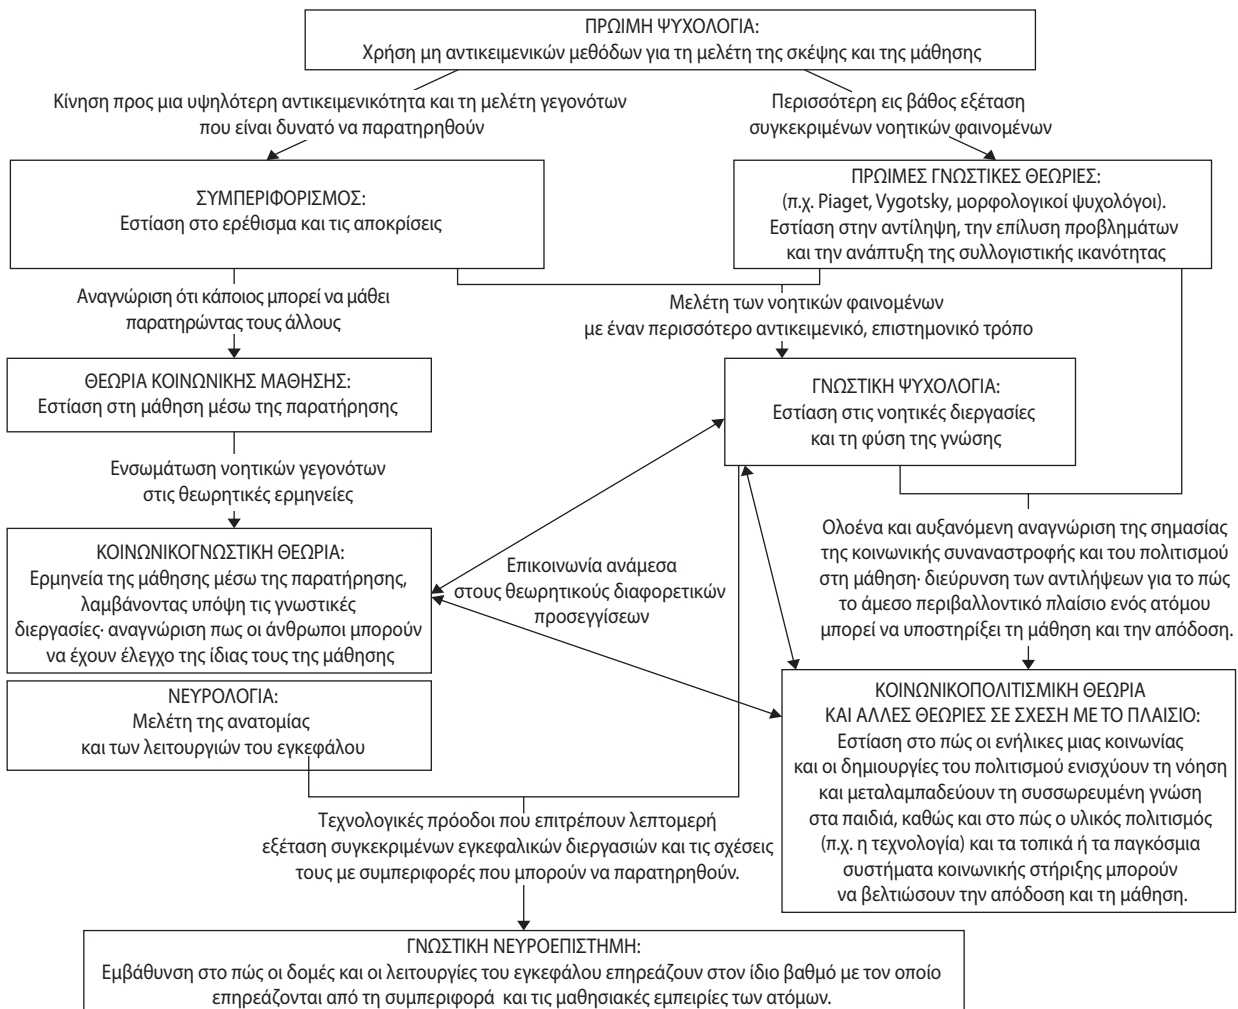 ΠΡΩΙΜΗ ΨΥΧΟΛΟΓΙΑ:
Χρήση μη αντικειμενικών μεθόδων για τη μελέτη της σκέψης και της μάθησης
Κίνηση προς μια υψηλότερη αντικειμενικότητα και τη μελέτη γεγονότων
που είναι δυνατό να παρατηρηθούν
Περισσότερη εις βάθος εξέταση
συγκεκριμένων νοητικών φαινομένων
ΣΥΜΠΕΡΙΦΟΡΙΣΜΟΣ:
Εστίαση στο ερέθισμα και τις αποκρίσεις
ΠΡΩΙΜΕΣ ΓΝΩΣΤΙΚΕΣ ΘΕΩΡΙΕΣ:
(π.χ. Piaget, Vygotsky, μορφολογικοί ψυχολόγοι).
Εστίαση στην αντίληψη, την επίλυση προβλημάτων
και την ανάπτυξη της συλλογιστικής ικανότητας
Αναγνώριση ότι κάποιος μπορεί να μάθει
παρατηρώντας τους άλλους
Μελέτη των νοητικών φαινομένων
με έναν περισσότερο αντικειμενικό, επιστημονικό τρόπο
ΘΕΩΡΙΑ ΚΟΙΝΩΝΙΚΗΣ ΜΑΘΗΣΗΣ:
Εστίαση στη μάθηση μέσω της παρατήρησης
ΓΝΩΣΤΙΚΗ ΨΥΧΟΛΟΓΙΑ:
Εστίαση στις νοητικές διεργασίες
και τη φύση της γνώσης
Ενσωμάτωση νοητικών γεγονότων
στις θεωρητικές ερμηνείες
ΚΟΙΝΩΝΙΚΟΓΝΩΣΤΙΚΗ ΘΕΩΡΙΑ:
Ερμηνεία της μάθησης μέσω της παρατήρησης,
λαμβάνοντας υπόψη τις γνωστικές
διεργασίες· αναγνώριση πως οι άνθρωποι μπορούν
να έχουν έλεγχο της ίδιας τους της μάθησης
Επικοινωνία ανάμεσα
στους θεωρητικούς διαφορετικών
προσεγγίσεων
Ολοένα και αυξανόμενη αναγνώριση της σημασίας
της κοινωνικής συναναστροφής και του πολιτισμού
στη μάθηση· διεύρυνση των αντιλήψεων για το πώς
το άμεσο περιβαλλοντικό πλαίσιο ενός ατόμου
μπορεί να υποστηρίξει τη μάθηση και την απόδοση.
ΝΕΥΡΟΛΟΓΙΑ:
Μελέτη της ανατομίας
και των λειτουργιών του εγκεφάλου
ΚΟΙΝΩΝΙΚΟΠΟΛΙΤΙΣΜΙΚΗ ΘΕΩΡΙΑ
ΚΑΙ ΑΛΛΕΣ ΘΕΩΡΙΕΣ ΣΕ ΣΧΕΣΗ ΜΕ ΤΟ ΠΛΑΙΣΙΟ:
Εστίαση στο πώς οι ενήλικες μιας κοινωνίας
και οι δημιουργίες του πολιτισμού ενισχύουν τη νόηση
και μεταλαμπαδεύουν τη συσσωρευμένη γνώση
στα παιδιά, καθώς και στο πώς ο υλικός πολιτισμός
(π.χ. η τεχνολογία) και τα τοπικά ή τα παγκόσμια
συστήματα κοινωνικής στήριξης μπορούν
να βελτιώσουν την απόδοση και τη μάθηση.
Τεχνολογικές πρόοδοι που επιτρέπουν λεπτομερή
εξέταση συγκεκριμένων εγκεφαλικών διεργασιών και τις σχέσεις
τους με συμπεριφορές που μπορούν να παρατηρηθούν.
ΓΝΩΣΤΙΚΗ ΝΕΥΡΟΕΠΙΣΤΗΜΗ:
Εμβάθυνση στο πώς οι δομές και οι λειτουργίες του εγκεφάλου επηρεάζουν στον ίδιο βαθμό με τον οποίο
επηρεάζονται από τη συμπεριφορά και τις μαθησιακές εμπειρίες των ατόμων.